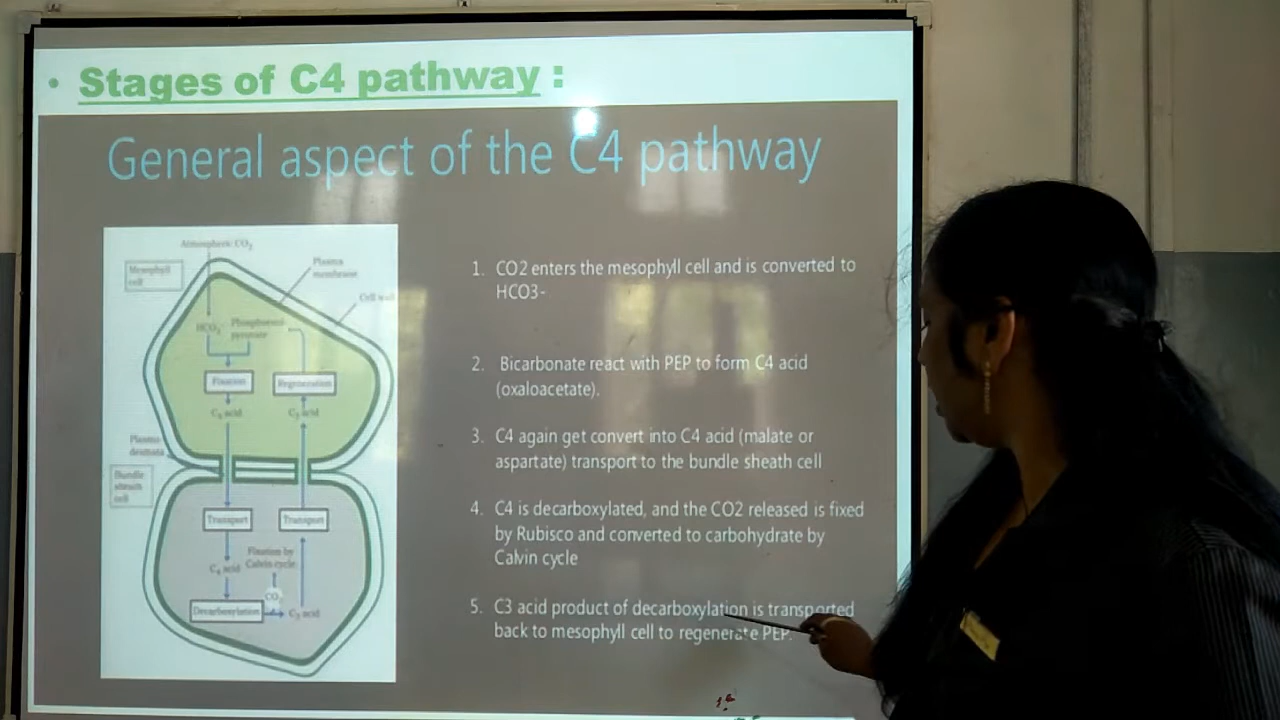 • Stages of C4 pathway :
General aspect of the C4 pathway
Atmospheric CO2
Mesophyll
cell
Plasma
membrane
Cell wall
HCO3- Phosphoenol
pyruvate
Fixation
Regeneration
C4 acid
C3 acid
Plasmo
desmata
Bundle
sheath
cell
Transport
Transport
Fixation by
Calvin cycle
C4 acid
CO2
Decarboxylation
C3 acid
1. CO2 enters the mesophyll cell and is converted to
HCO3-
2. Bicarbonate react with PEP to form C4 acid
(oxaloacetate).
3. C4 again get convert into C4 acid (malate or
aspartate) transport to the bundle sheath cell
4. C4 is decarboxylated, and the CO2 released is fixed
by Rubisco and converted to carbohydrate by
Calvin cycle
5. C3 acid product of decarboxylation is transported
back to mesophyll cell to regenerate PEP.